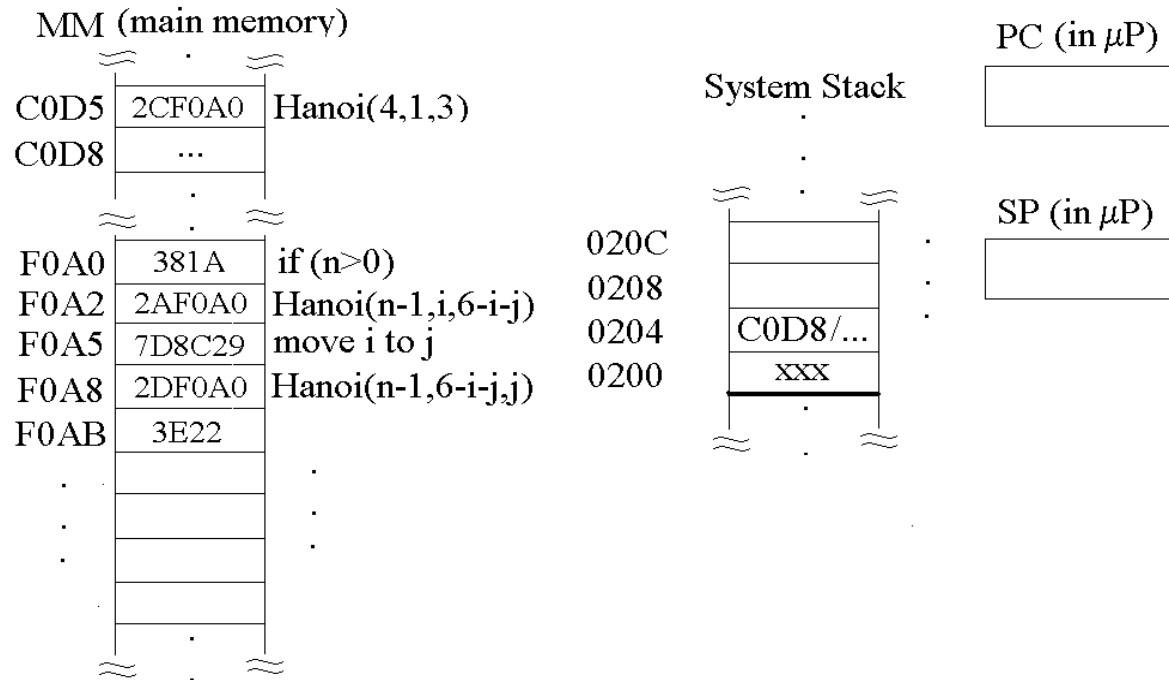 MM (main memory)
C0D5 2CF0A0 Hanoi(4,1,3)
C0D8 ...
F0A0 381A if (n>0)
F0A2 2AF0A0 Hanoi(n-1,i,6-i-j)
F0A5 7D8C29 move i to j
F0A8 2DF0A0 Hanoi(n-1,6-i-j,j)
F0AB 3E22
System Stack
020C
0208
0204 C0D8/...
0200 xxx
PC (in μP)
SP (in μP)